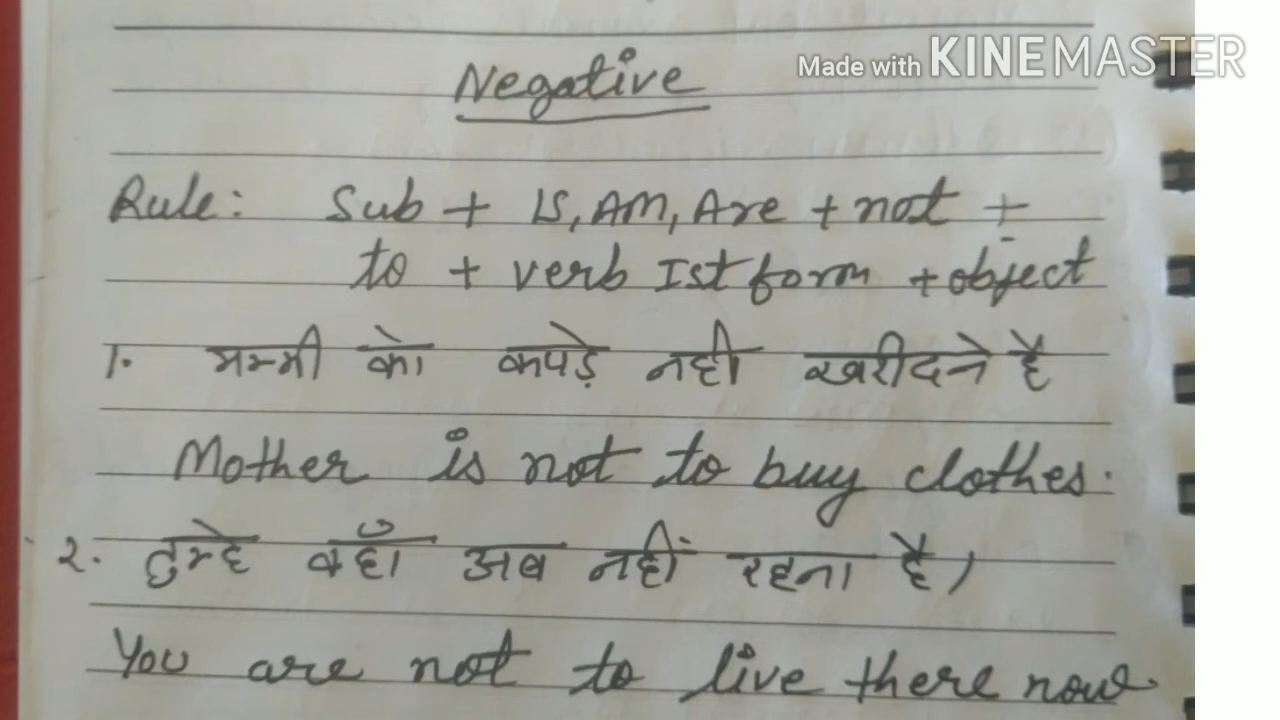 Made with KINEMASTER
Negative
Rule: Sub + is, AM, Are + not +
to + verb Ist form + object
1. मम्मी को कपड़े नही खरीदने है
Mother is not to buy clothes.
२. तुम्हे वहाँ अब नहीं रहना है।
You are not to live there now.